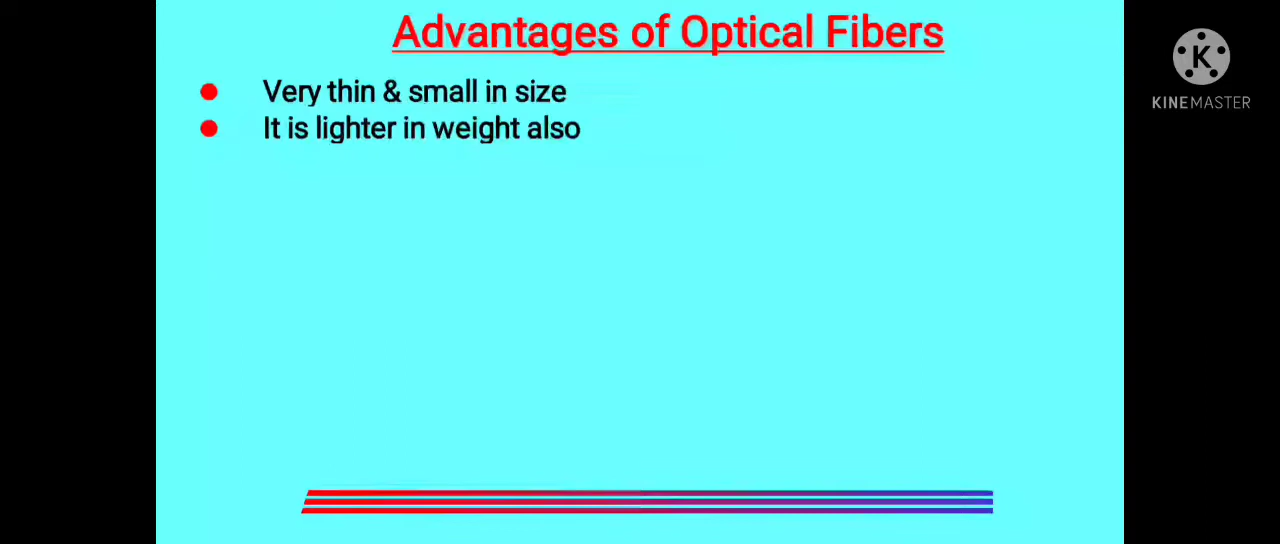 Advantages of Optical Fibers
Very thin & small in size
It is lighter in weight also
K
KINEMASTER